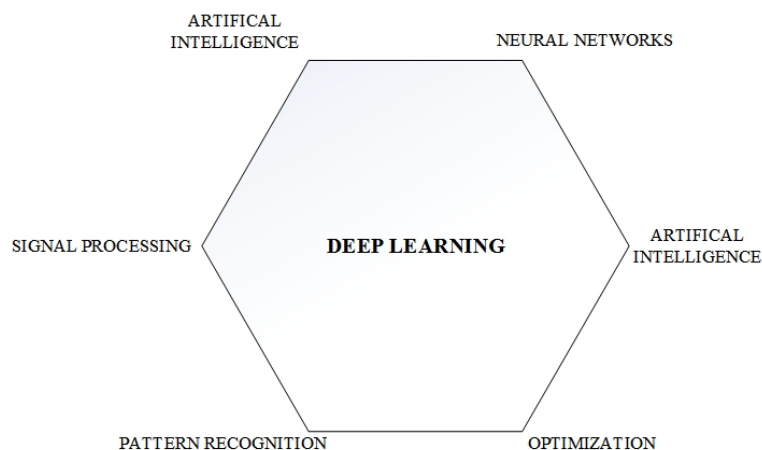 ARTIFICAL
INTELLIGENCE
NEURAL NETWORKS
SIGNAL PROCESSING
DEEP LEARNING
ARTIFICAL
INTELLIGENCE
PATTERN RECOGNITION
OPTIMIZATION